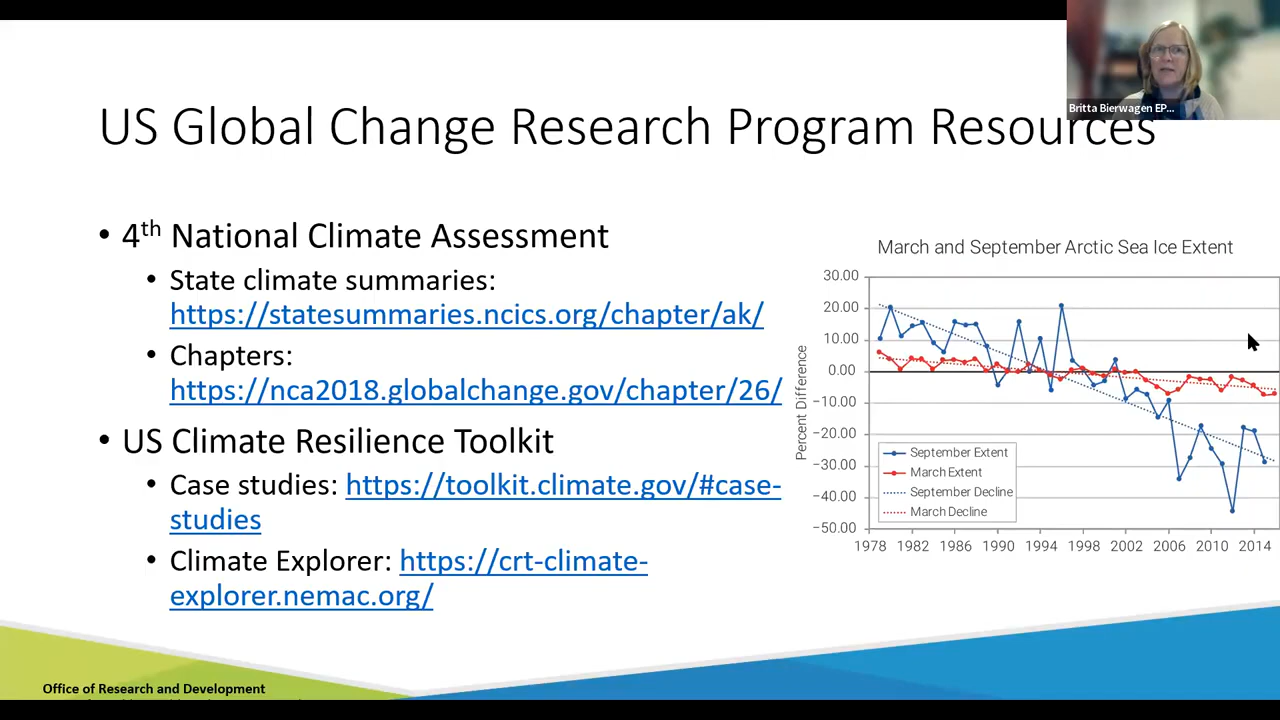 Britta Bierwagen EP...
US Global Change Research Program Resources
• 4th National Climate Assessment
• State climate summaries:
https://statesummaries.ncics.org/chapter/ak/
• Chapters:
https://nca2018.globalchange.gov/chapter/26/
• US Climate Resilience Toolkit
• Case studies: https://toolkit.climate.gov/#case-
studies
• Climate Explorer: https://crt-climate-
explorer.nemac.org/
March and September Arctic Sea Ice Extent
Percent Difference
30.00
20.00
10.00
0.00
−10.00
−20.00
−30.00
−40.00
−50.00
September Extent
March Extent
September Decline
March Decline
1978 1982 1986 1990 1994 1998 2002 2006 2010 2014
Office of Research and Development